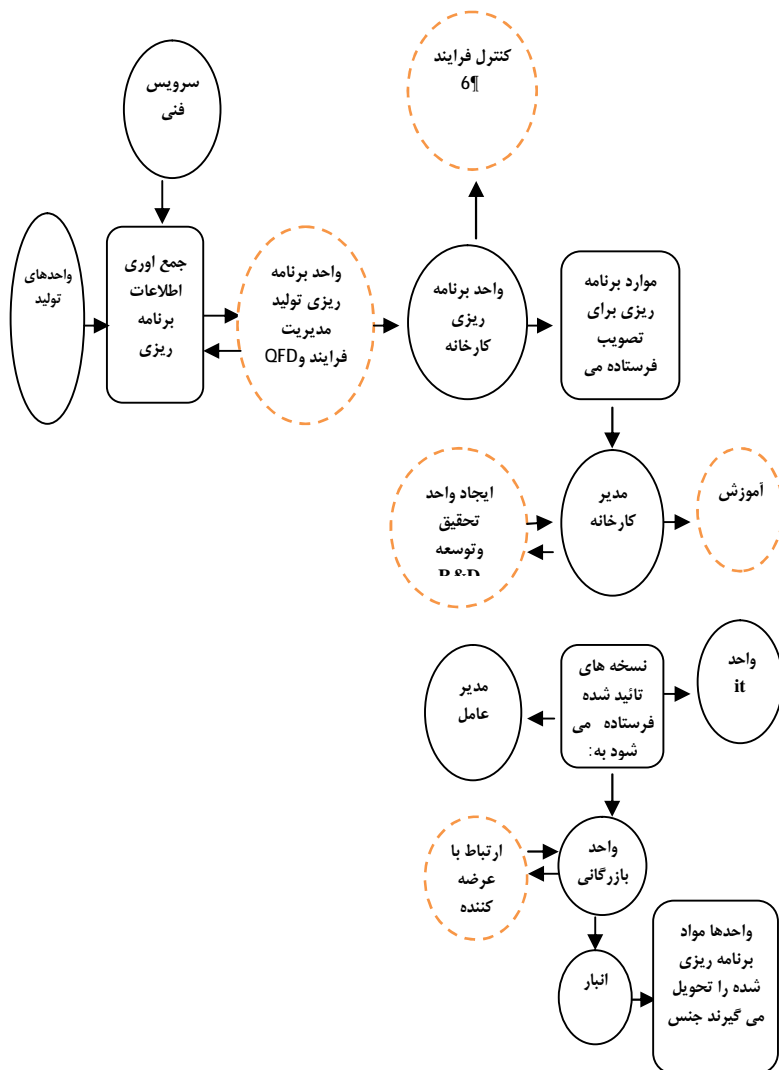 کنترل فرایند
6¶
سرویس
فنی
واحدهای
تولید
جمع اوری
اطلاعات
برنامه
ریزی
واحد برنامه
ریزی تولید
مدیریت
فرایند وQFD
واحد برنامه
ریزی
کارخانه
موارد برنامه
ریزی برای
تصویب
فرستاده می
ایجاد واحد
تحقیق
وتوسعه
R&D
مدیر
کارخانه
آموزش
مدیر
عامل
نسخه های
تائید شده
فرستاده می
شود به:
واحد
it
ارتباط با
عرضه
کننده
واحد
بازرگانی
انبار
واحدها مواد
برنامه ریزی
شده را تحویل
می گیرند جنس